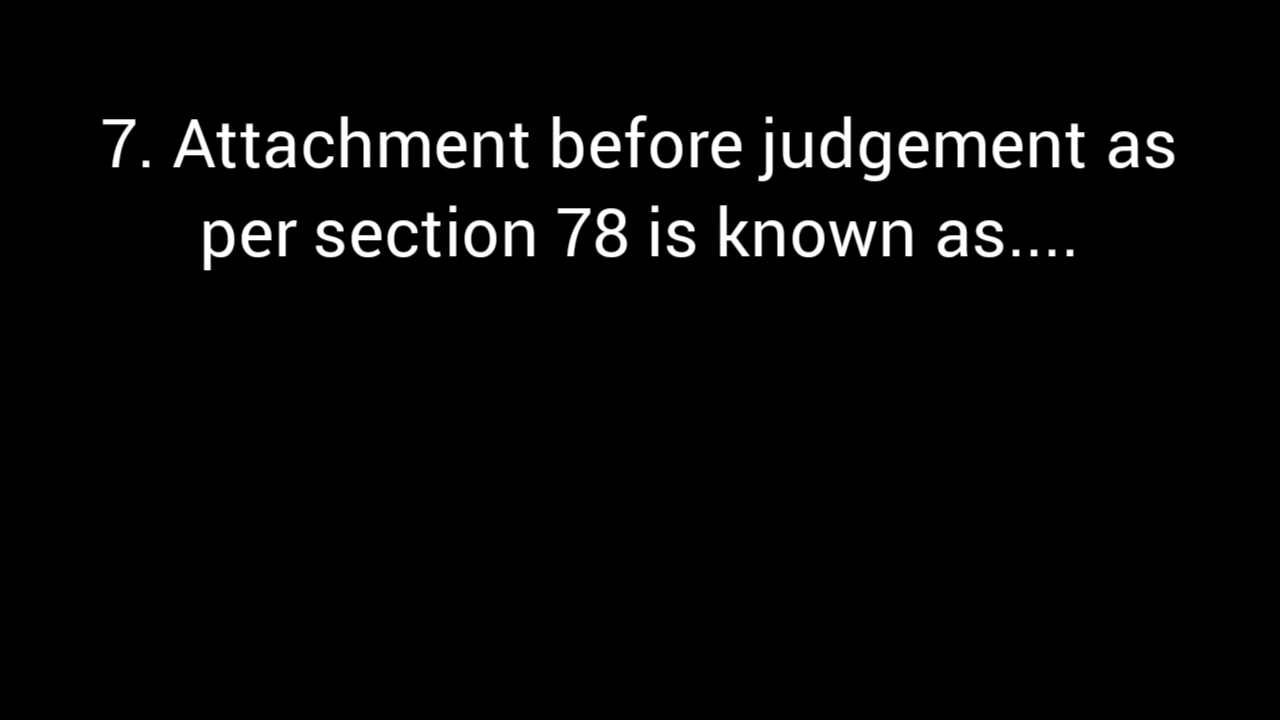 7. Attachment before judgement as
per section 78 is known as....